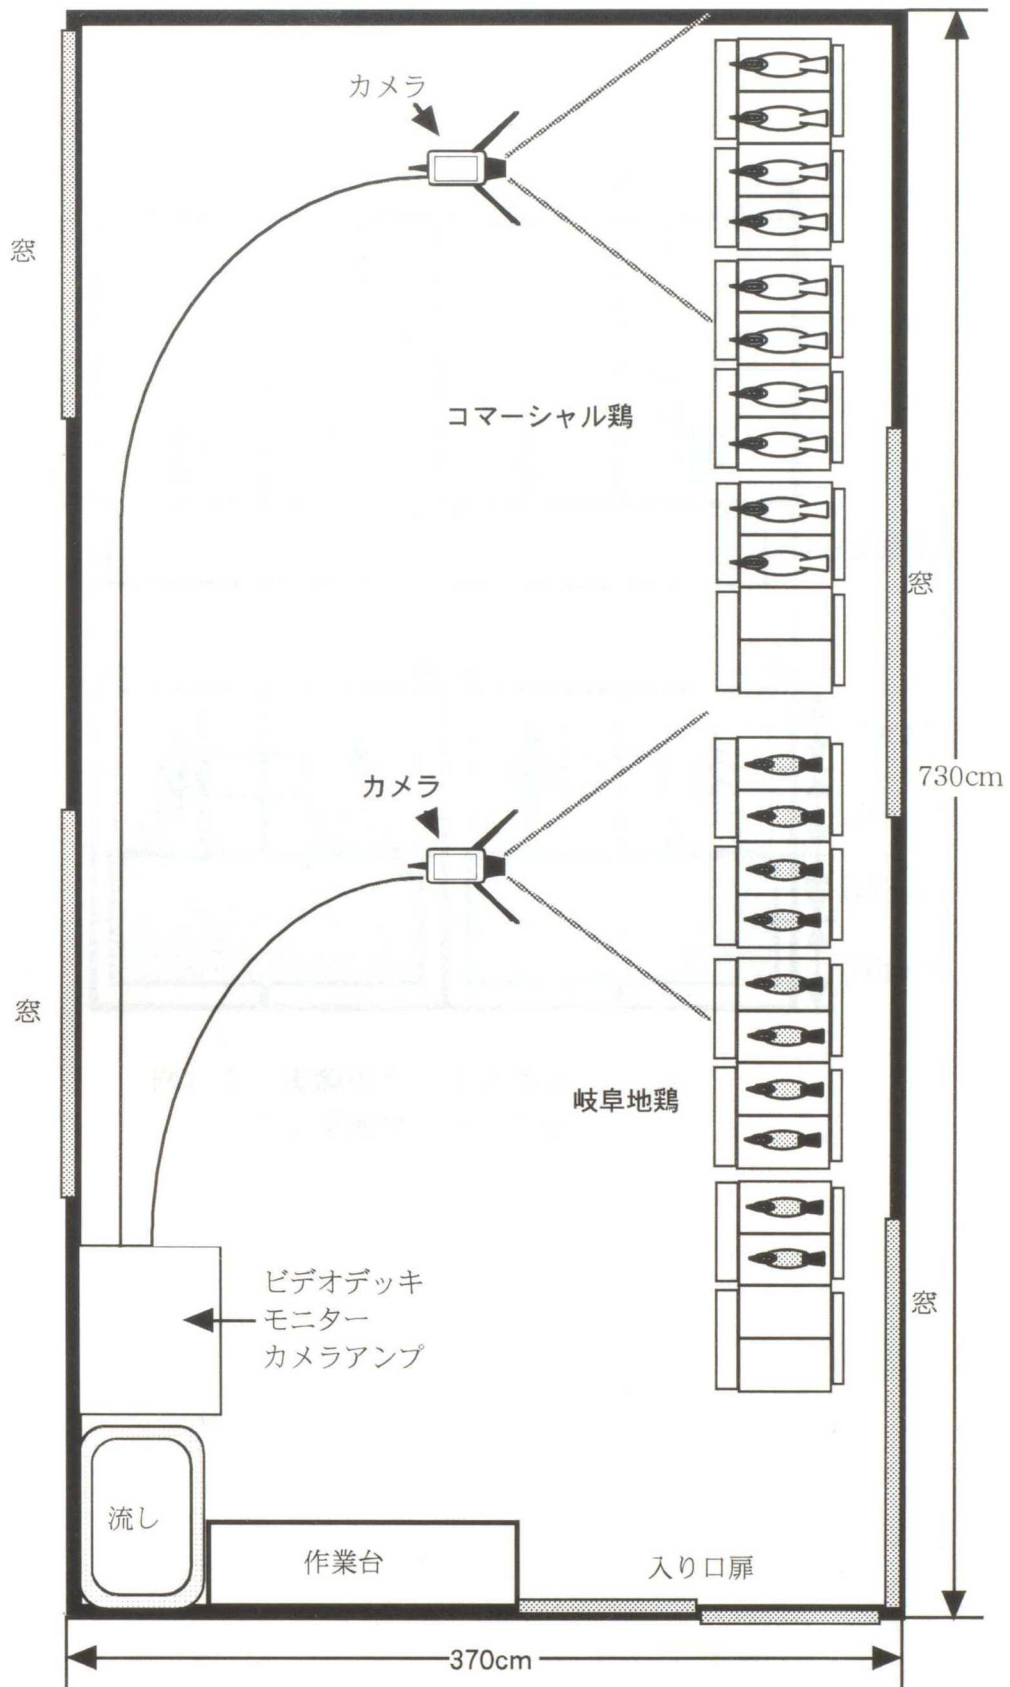 カメラ
窓
コマーシャル鶏
窓
730cm
カメラ
窓
岐阜地鶏
ビデオデッキ
モニター
カメラアンプ
窓
流し
作業台
入り口扉
370cm